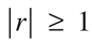 |r| ≥ 1